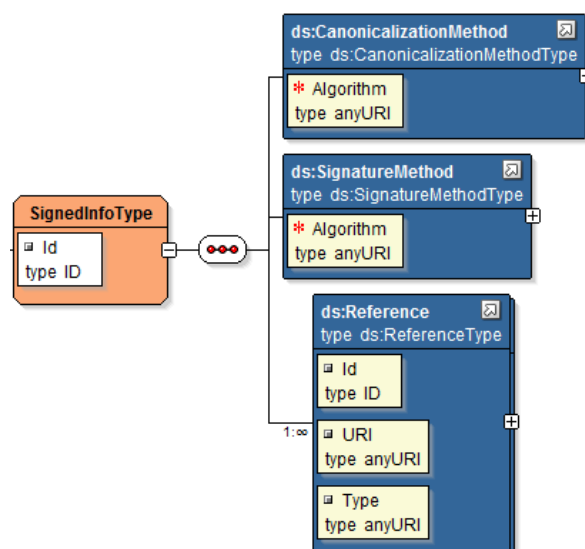 ds:CanonicalizationMethod
type ds:CanonicalizationMethodType
* Algorithm
type anyURI
ds:SignatureMethod
type ds:SignatureMethodType
* Algorithm
type anyURI
SignedInfoType
Id
type ID
ds:Reference
type ds:ReferenceType
Id
type ID
1:∞
URI
type anyURI
Type
type anyURI